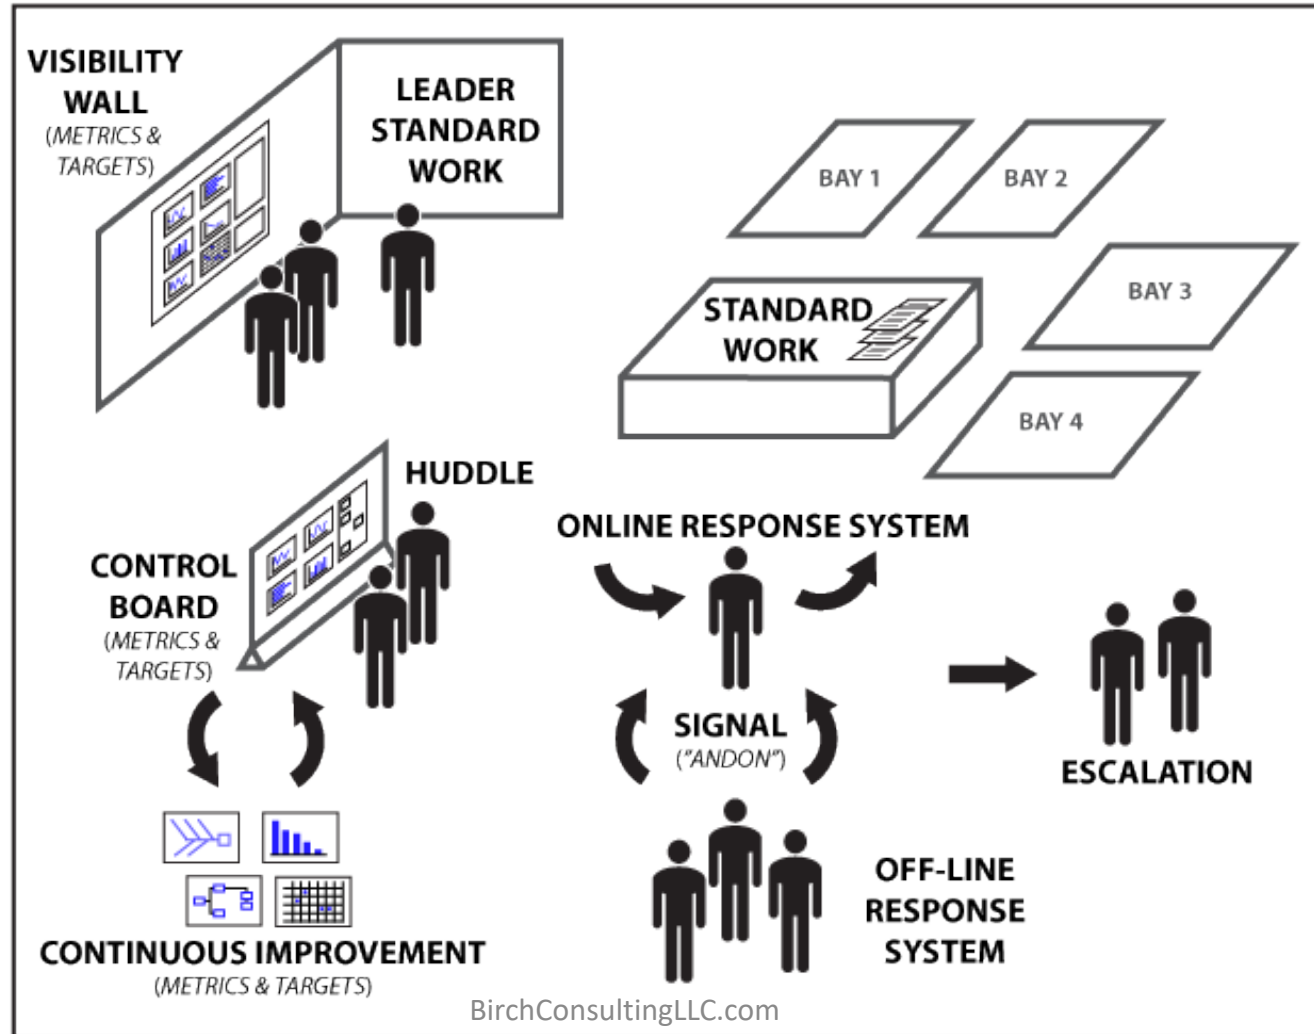 VISIBILITY
WALL
(METRICS &
TARGETS)
LEADER
STANDARD
WORK
BAY 1
BAY 2
BAY 3
BAY 4
STANDARD
WORK
HUDDLE
CONTROL
BOARD
(METRICS &
TARGETS)
ONLINE RESPONSE SYSTEM
SIGNAL
("ANDON")
ESCALATION
OFF-LINE
RESPONSE
SYSTEM
CONTINUOUS IMPROVEMENT
(METRICS & TARGETS)
BirchConsultingLLC.com